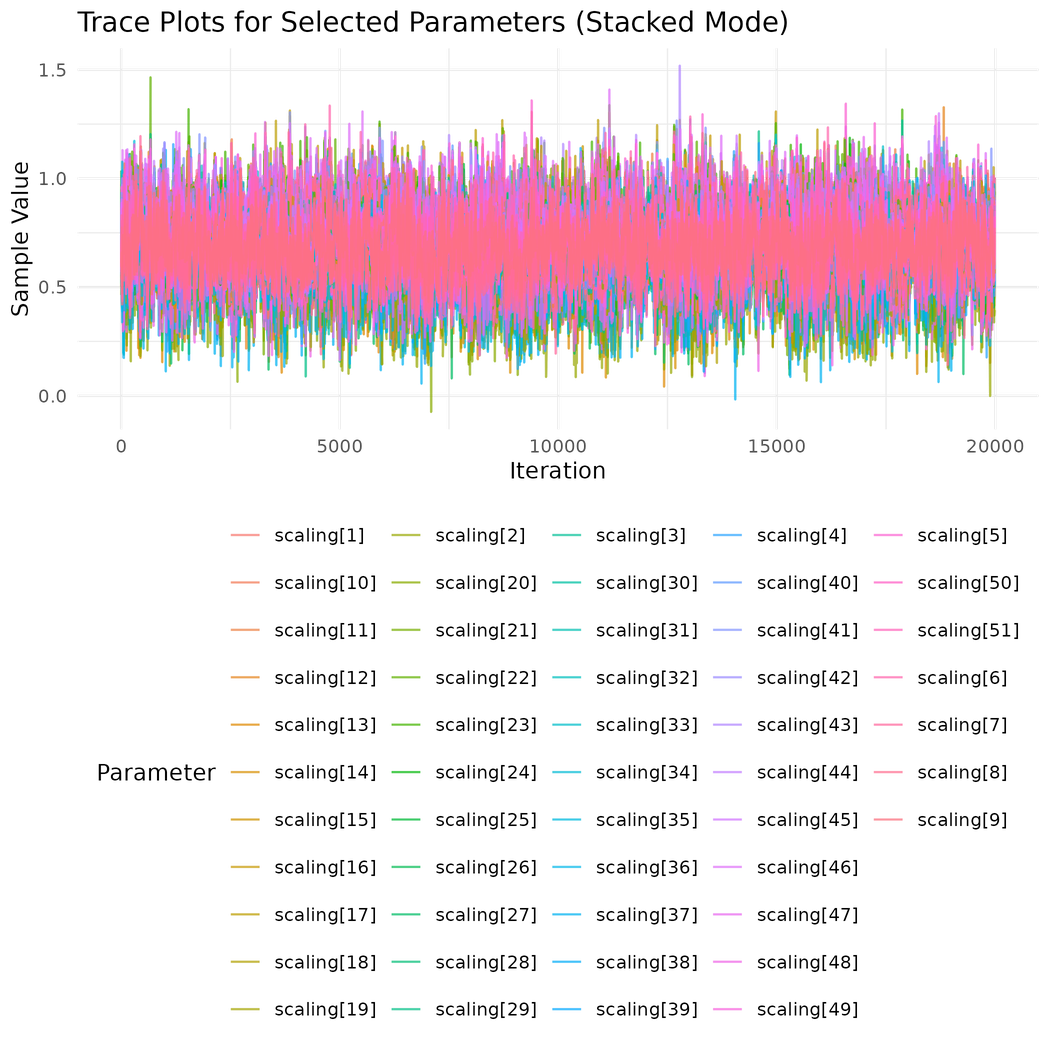 Trace Plots for Selected Parameters (Stacked Mode)
1.5
1.0
0.5
0.0
Sample Value
0 5000 10000 15000 20000
Iteration
Parameter
scaling[1] scaling[2] scaling[3] scaling[4] scaling[5]
scaling[10] scaling[20] scaling[30] scaling[40] scaling[50]
scaling[11] scaling[21] scaling[31] scaling[41] scaling[51]
scaling[12] scaling[22] scaling[32] scaling[42] scaling[6]
scaling[13] scaling[23] scaling[33] scaling[43] scaling[7]
scaling[14] scaling[24] scaling[34] scaling[44] scaling[8]
scaling[15] scaling[25] scaling[35] scaling[45] scaling[9]
scaling[16] scaling[26] scaling[36] scaling[46]
scaling[17] scaling[27] scaling[37] scaling[47]
scaling[18] scaling[28] scaling[38] scaling[48]
scaling[19] scaling[29] scaling[39] scaling[49]